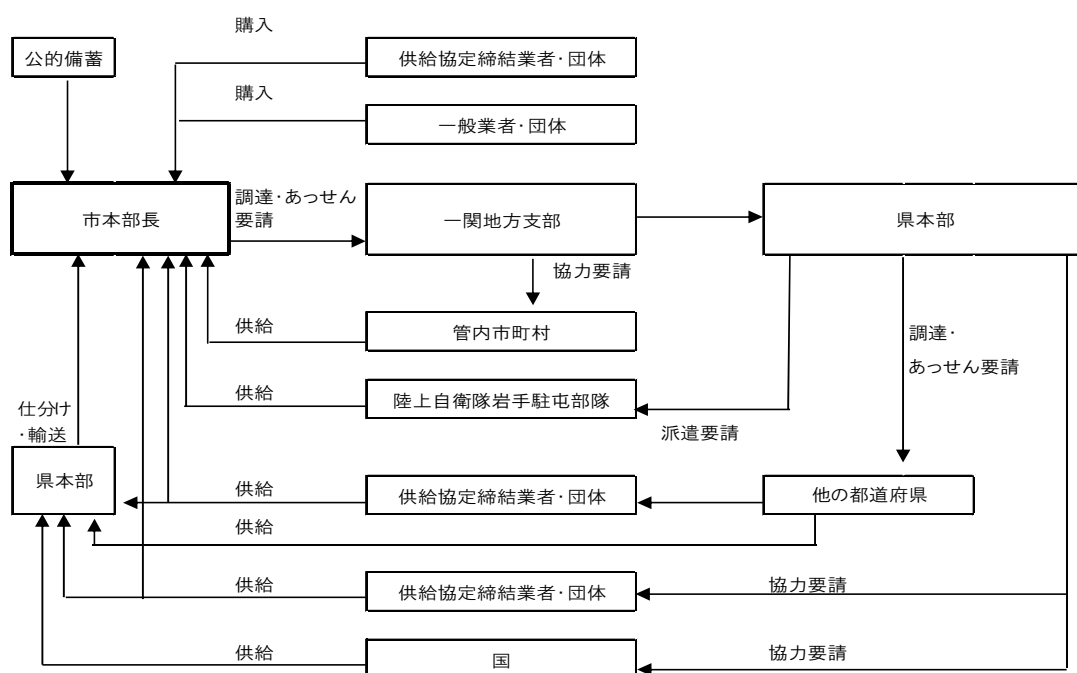 購入
公的備蓄
供給協定締結業者・団体
購入
一般業者・団体
市本部長
調達・あっせん
要請
一関地方支部
県本部
協力要請
供給
管内市町村
調達・
あっせん要請
供給
陸上自衛隊岩手駐屯部隊
派遣要請
仕分け
・輸送
県本部
供給
供給協定締結業者・団体
他の都道府県
供給
供給
供給協定締結業者・団体
協力要請
供給
国
協力要請